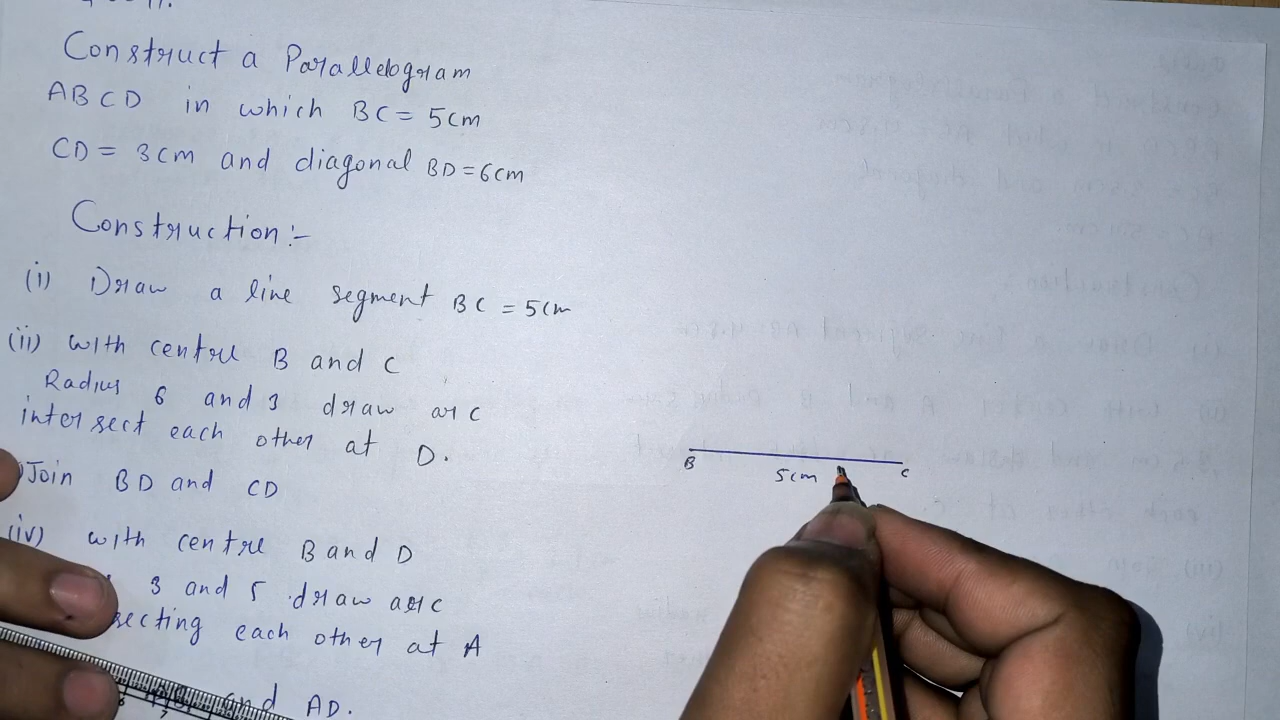 Construct a Parallelogram
ABCD in which BC = 5cm
CD = 3cm and diagonal BD = 6cm
Construction :-
(i) Draw a line segment BC = 5cm
(ii) with centre B and C
Radius 6 and 3 draw arc
intersect each other at D.
Join BD and CD
(iv) with centre B and D
3 and 5 draw arc
secting each other at A
and AD.
B
5cm
C